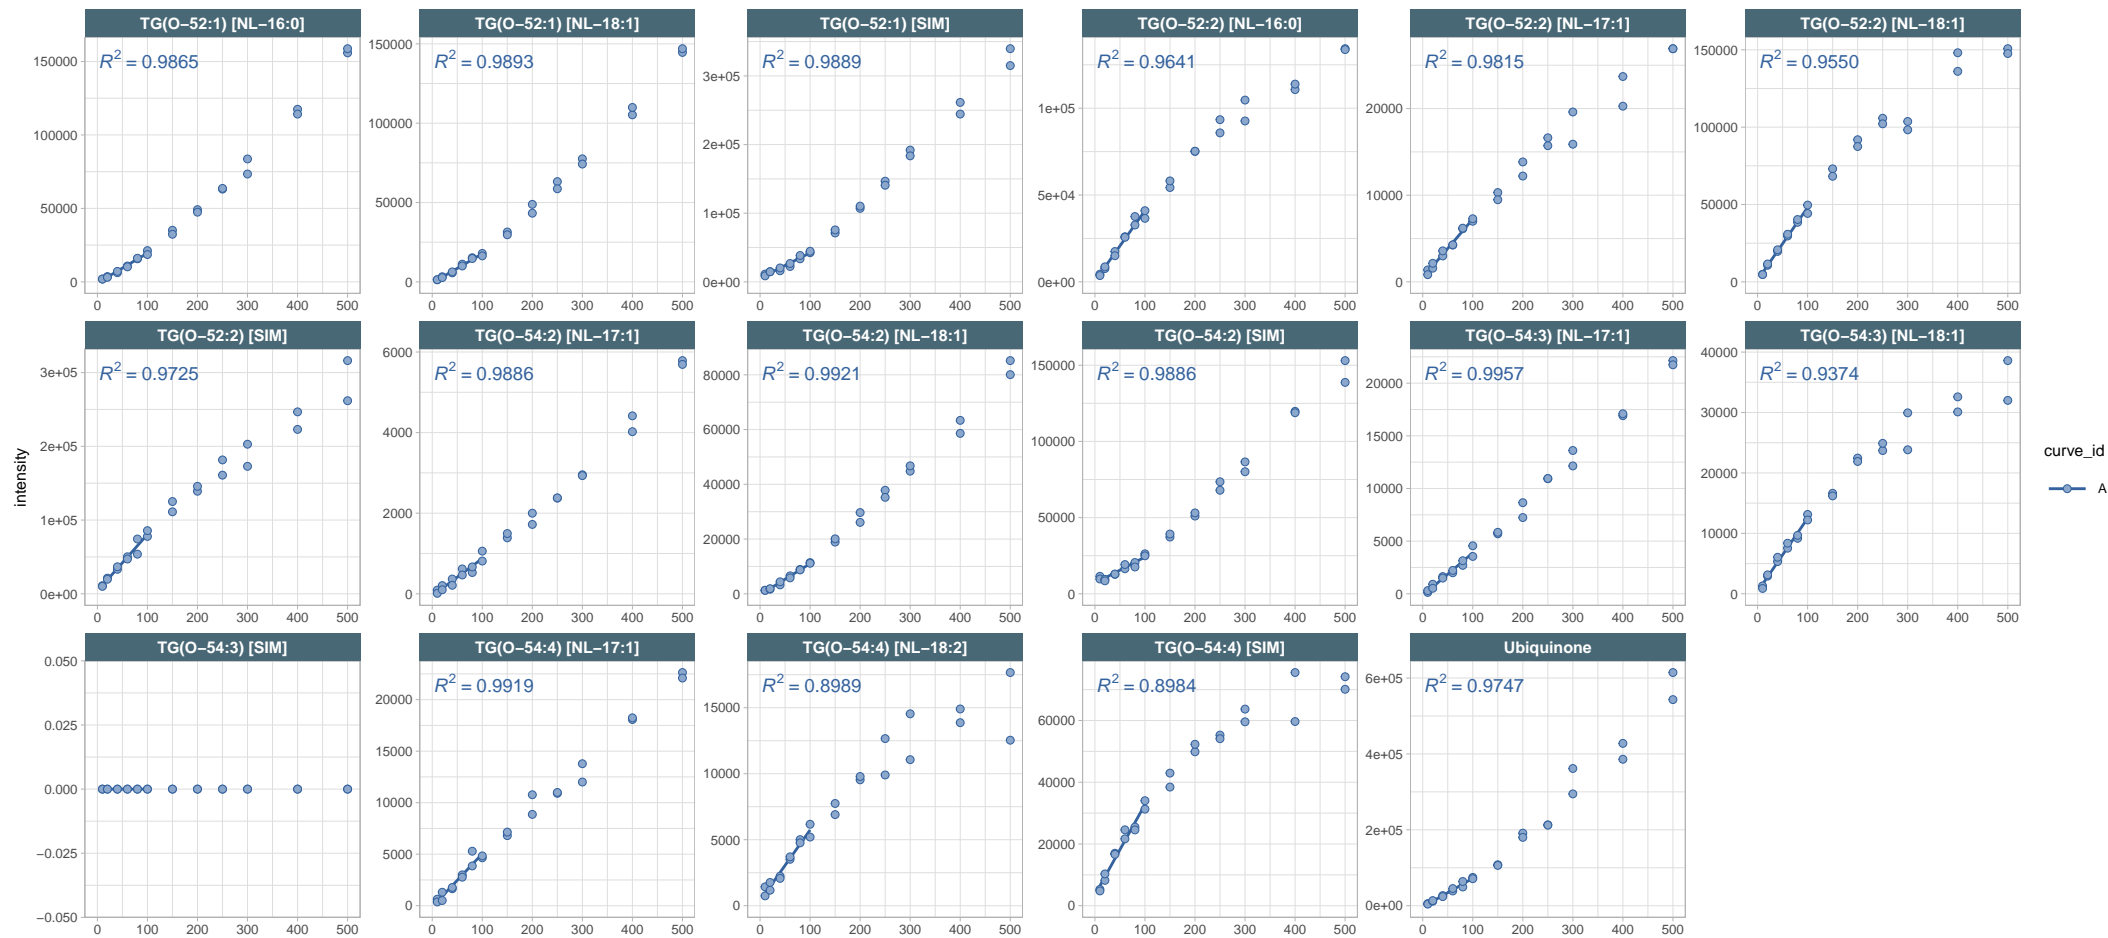 TG(O–52:1) [NL–16:0]
TG(O–52:1) [NL–18:1]
TG(O–52:1) [SIM]
TG(O–52:2) [NL–16:0]
TG(O–52:2) [NL–17:1]
TG(O–52:2) [NL–18:1]
R² = 0.9865
R² = 0.9893
R² = 0.9889
R² = 0.9641
R² = 0.9815
R² = 0.9550
150000
100000
50000
0
150000
100000
50000
0
3e+05
2e+05
1e+05
0e+00
1e+05
5e+04
0e+00
20000
10000
0
150000
100000
50000
0
0 100 200 300 400 500
0 100 200 300 400 500
0 100 200 300 400 500
0 100 200 300 400 500
0 100 200 300 400 500
0 100 200 300 400 500
TG(O–52:2) [SIM]
TG(O–54:2) [NL–17:1]
TG(O–54:2) [NL–18:1]
TG(O–54:2) [SIM]
TG(O–54:3) [NL–17:1]
TG(O–54:3) [NL–18:1]
R² = 0.9725
R² = 0.9886
R² = 0.9921
R² = 0.9886
R² = 0.9957
R² = 0.9374
intensity
3e+05
2e+05
1e+05
0e+00
6000
4000
2000
0
80000
60000
40000
20000
0
150000
100000
50000
0
20000
15000
10000
5000
0
40000
30000
20000
10000
0
curve_id
A
0 100 200 300 400 500
0 100 200 300 400 500
0 100 200 300 400 500
0 100 200 300 400 500
0 100 200 300 400 500
0 100 200 300 400 500
TG(O–54:3) [SIM]
TG(O–54:4) [NL–17:1]
TG(O–54:4) [NL–18:2]
TG(O–54:4) [SIM]
Ubiquinone
R² = 0.9919
R² = 0.8989
R² = 0.8984
R² = 0.9747
0.050
0.025
0.000
−0.025
−0.050
20000
15000
10000
5000
0
15000
10000
5000
0
60000
40000
20000
0
6e+05
4e+05
2e+05
0e+00
0 100 200 300 400 500
0 100 200 300 400 500
0 100 200 300 400 500
0 100 200 300 400 500
0 100 200 300 400 500